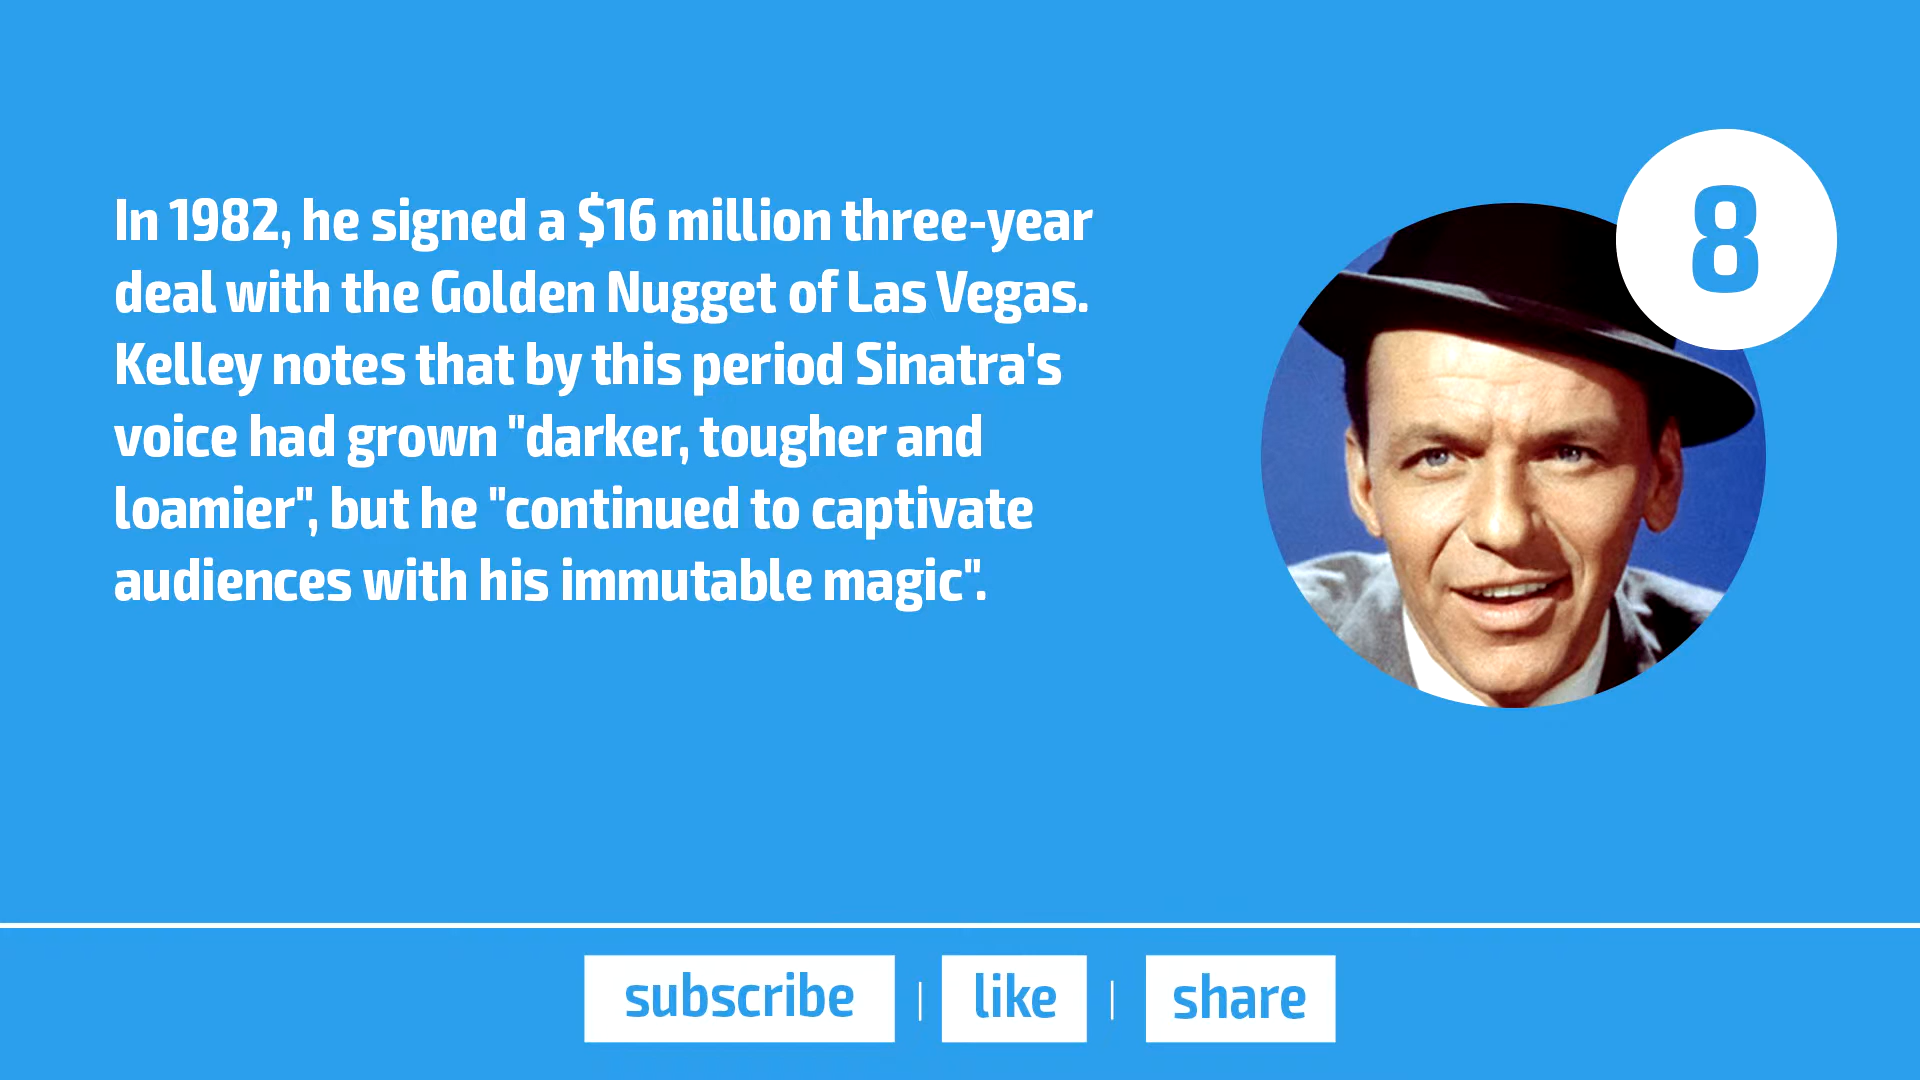 In 1982, he signed a $16 million three-year
deal with the Golden Nugget of Las Vegas.
Kelley notes that by this period Sinatra's
voice had grown "darker, tougher and
loamier", but he "continued to captivate
audiences with his immutable magic".
8
subscribe | like | share